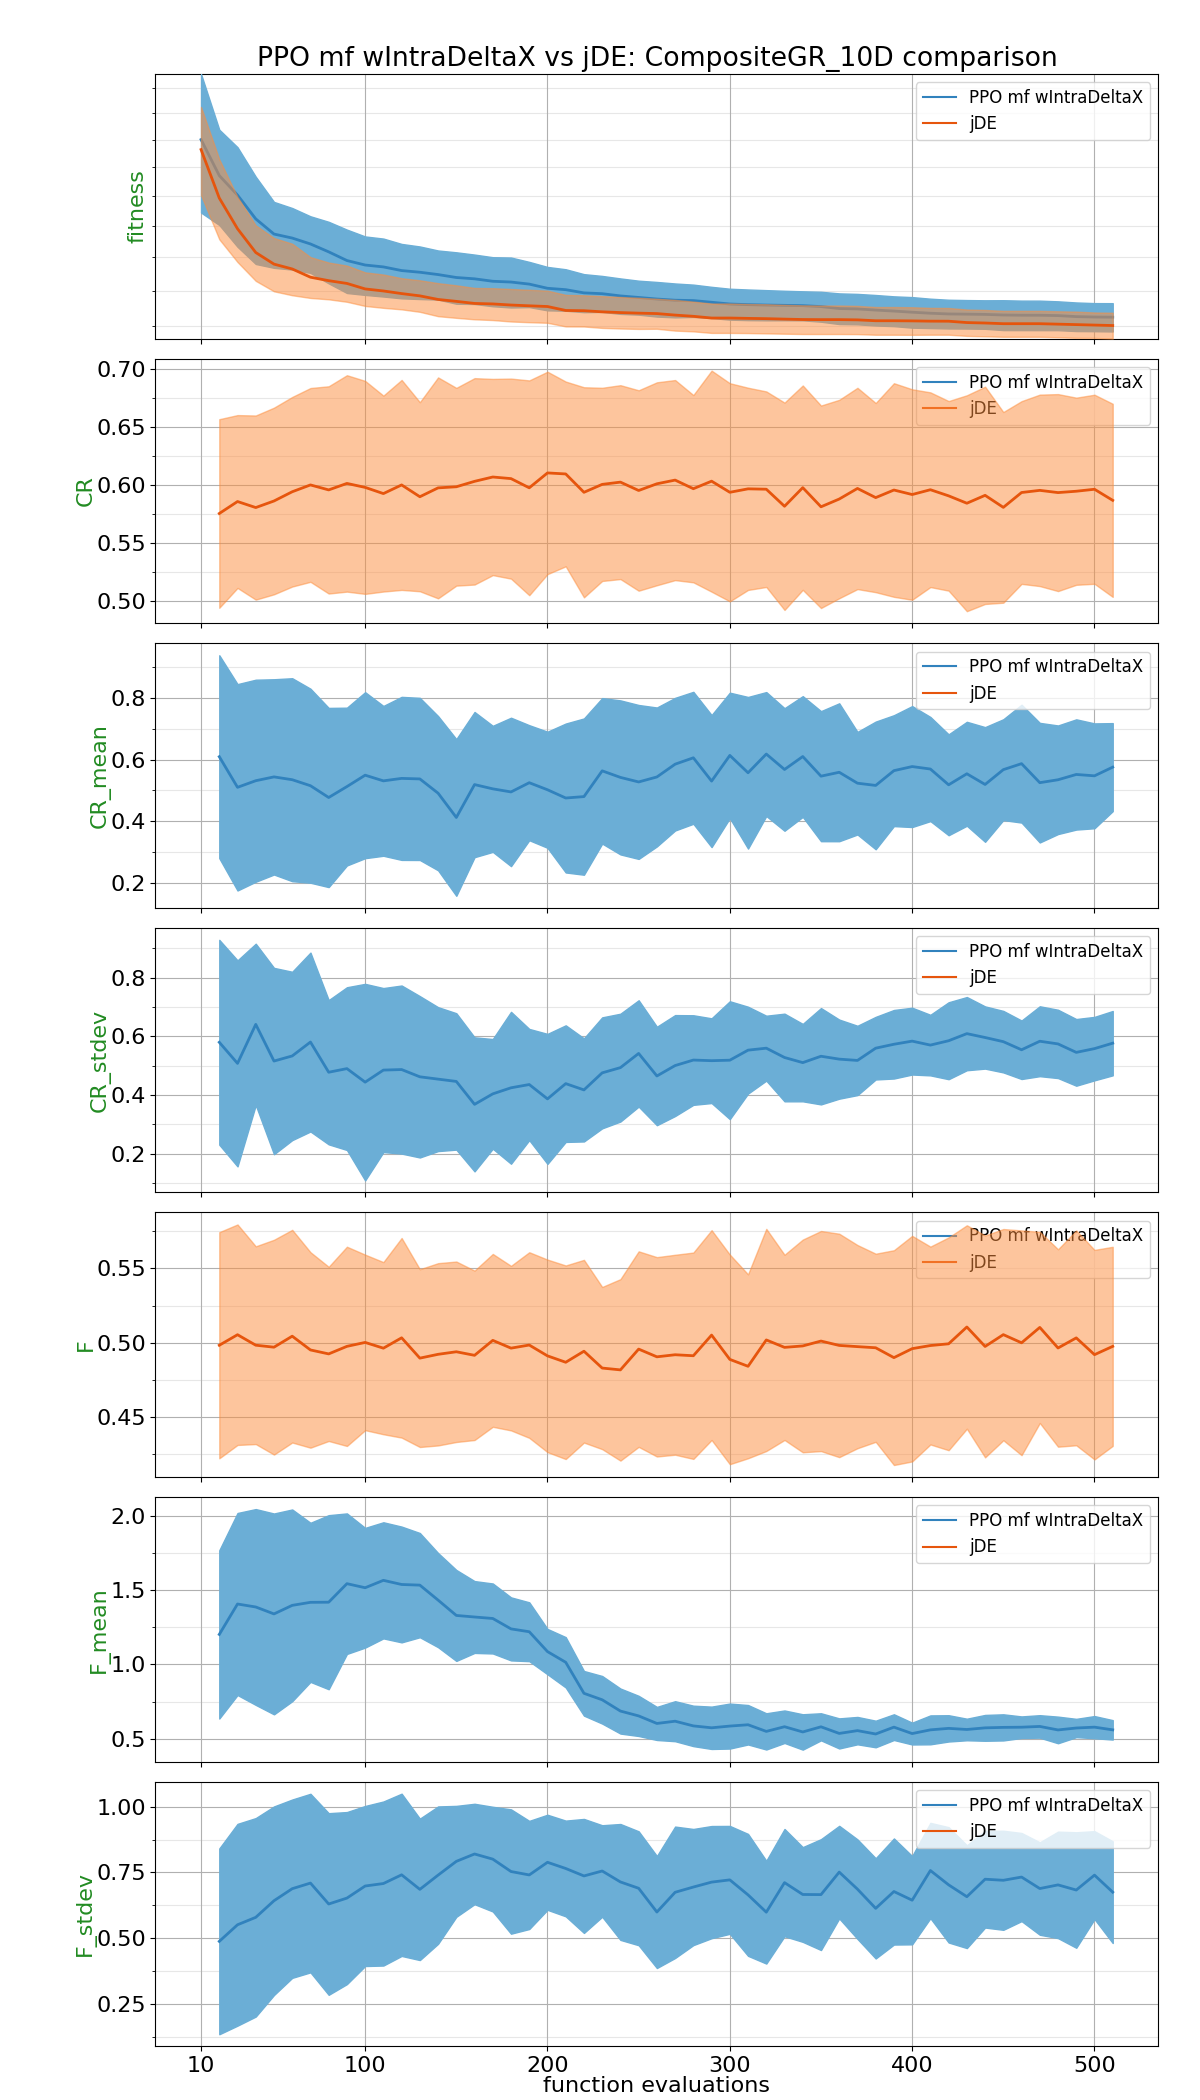 PPO mf wIntraDeltaX vs jDE: CompositeGR_10D comparison
fitness
PPO mf wIntraDeltaX
jDE
CR
0.70
0.65
0.60
0.55
0.50
PPO mf wIntraDeltaX
jDE
CR_mean
0.8
0.6
0.4
0.2
PPO mf wIntraDeltaX
jDE
CR_stdev
0.8
0.6
0.4
0.2
PPO mf wIntraDeltaX
jDE
F
0.55
0.50
0.45
PPO mf wIntraDeltaX
jDE
F_mean
2.0
1.5
1.0
0.5
PPO mf wIntraDeltaX
jDE
F_stdev
1.00
0.75
0.50
0.25
PPO mf wIntraDeltaX
jDE
10 100 200 300 400 500
function evaluations